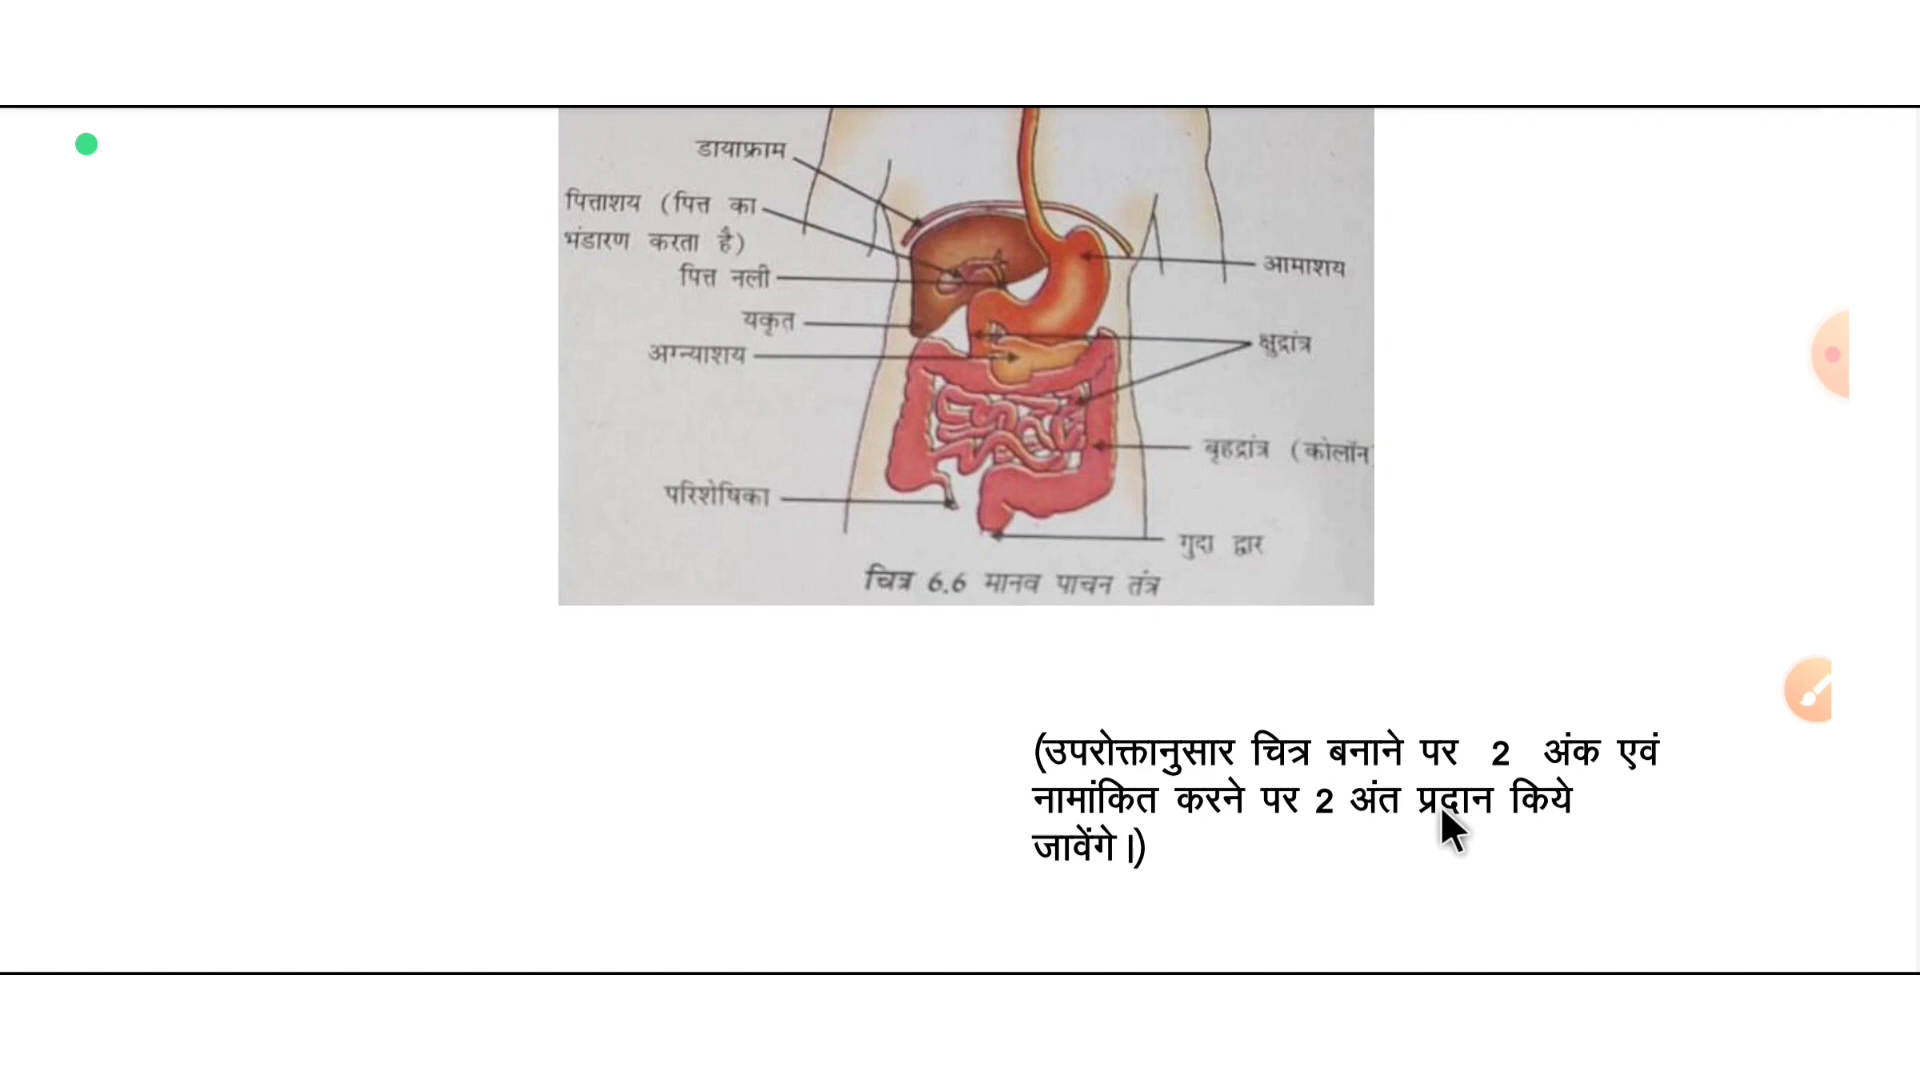 डायाफ्राम
पित्ताशय (पित्त का
भंडारण करता है)
पित्त नली
यकृत
अग्न्याशय
परिशेषिका
आमाशय
क्षुद्रांत्र
बृहद्रांत्र (कोलॉन
गुदा द्वार
चित्र 6.6 मानव पाचन तंत्र
(उपरोक्तानुसार चित्र बनाने पर 2 अंक एवं
नामांकित करने पर 2 अंत प्रदान किये
जावेंगे।)